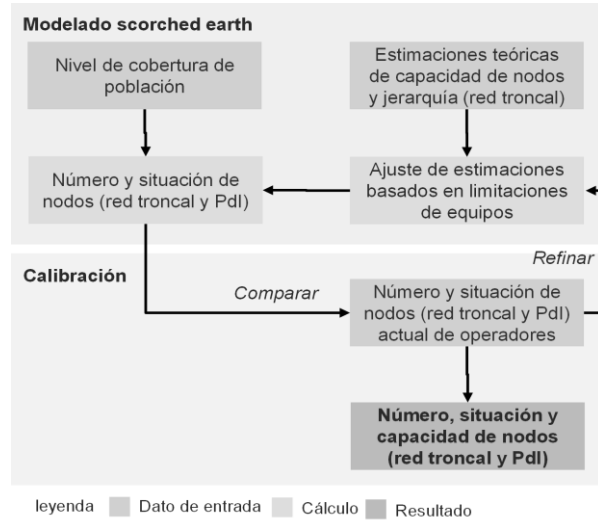 Modelado scorched earth
Nivel de cobertura de
población
Estimaciones teóricas
de capacidad de nodos
y jerarquía (red troncal)
Número y situación de
nodos (red troncal y PdI)
Ajuste de estimaciones
basados en limitaciones
de equipos
Refinar
Calibración
Comparar
Número y situación de
nodos (red troncal y PdI)
actual de operadores
Número, situación y
capacidad de nodos
(red troncal y PdI)
leyenda Dato de entrada Cálculo Resultado